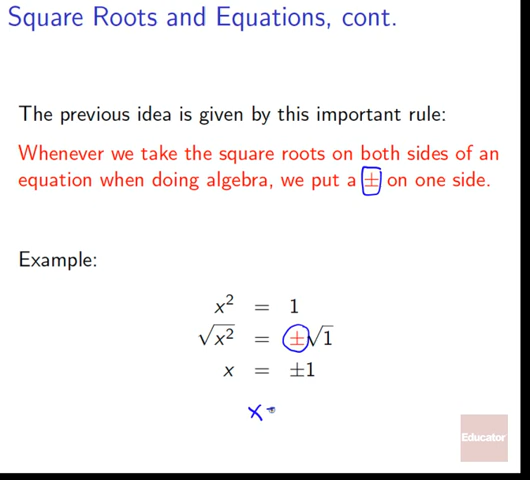 Square Roots and Equations, cont.
The previous idea is given by this important rule:
Whenever we take the square roots on both sides of an
equation when doing algebra, we put a ± on one side.
Example:
x² = 1
√x² = ±√1
x = ±1
x=
Educator